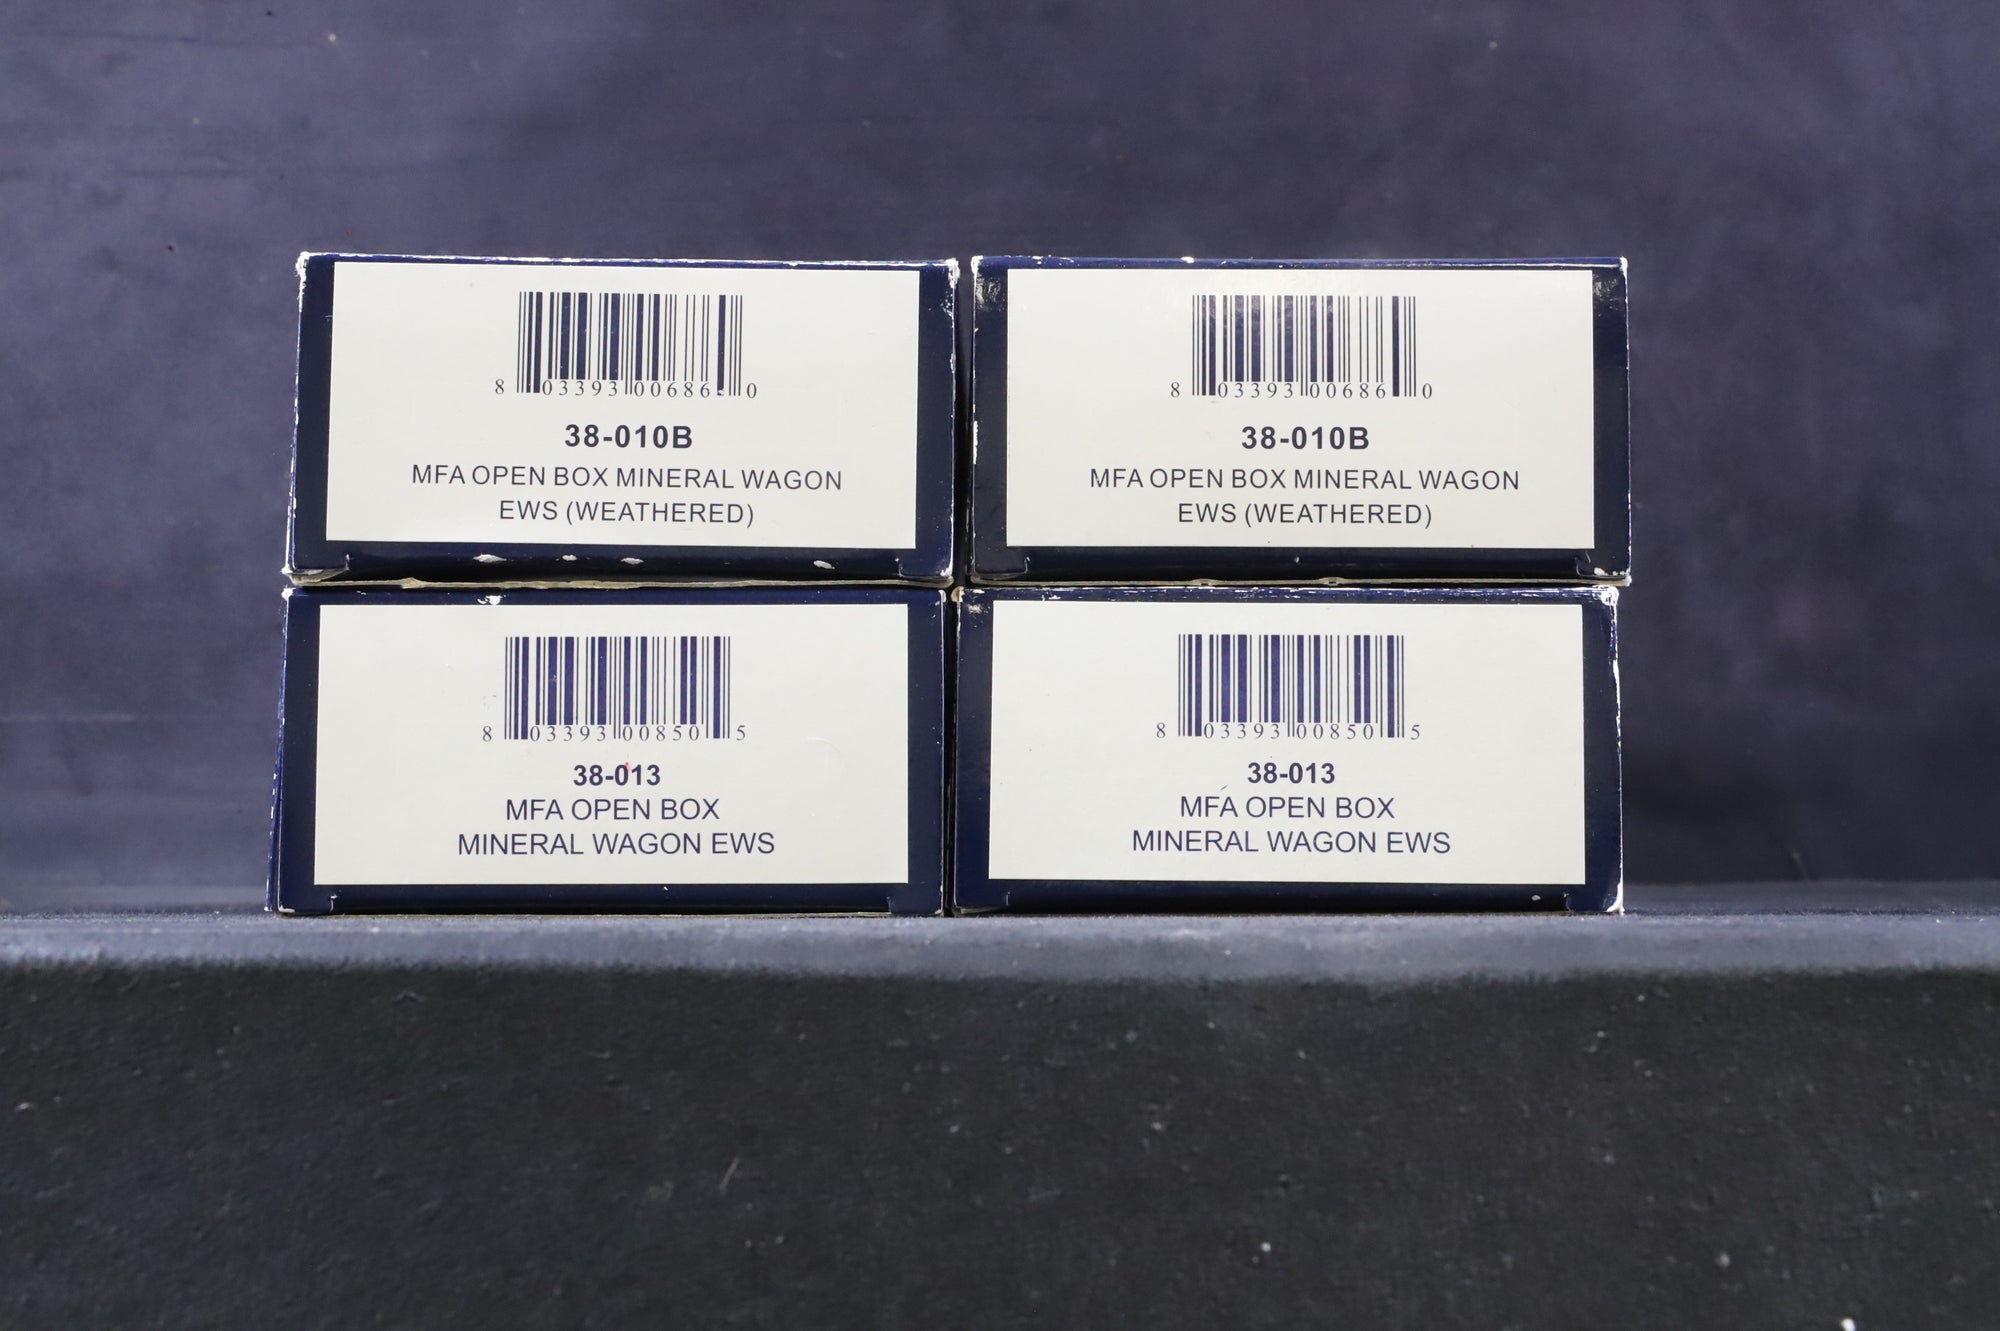 8 03393 00686 0
38-010B
MFA OPEN BOX MINERAL WAGON
EWS (WEATHERED)
8 03393 00686 0
38-010B
MFA OPEN BOX MINERAL WAGON
EWS (WEATHERED)
8 03393 00850 5
38-013
MFA OPEN BOX
MINERAL WAGON EWS
8 03393 00850 5
38-013
MFA OPEN BOX
MINERAL WAGON EWS